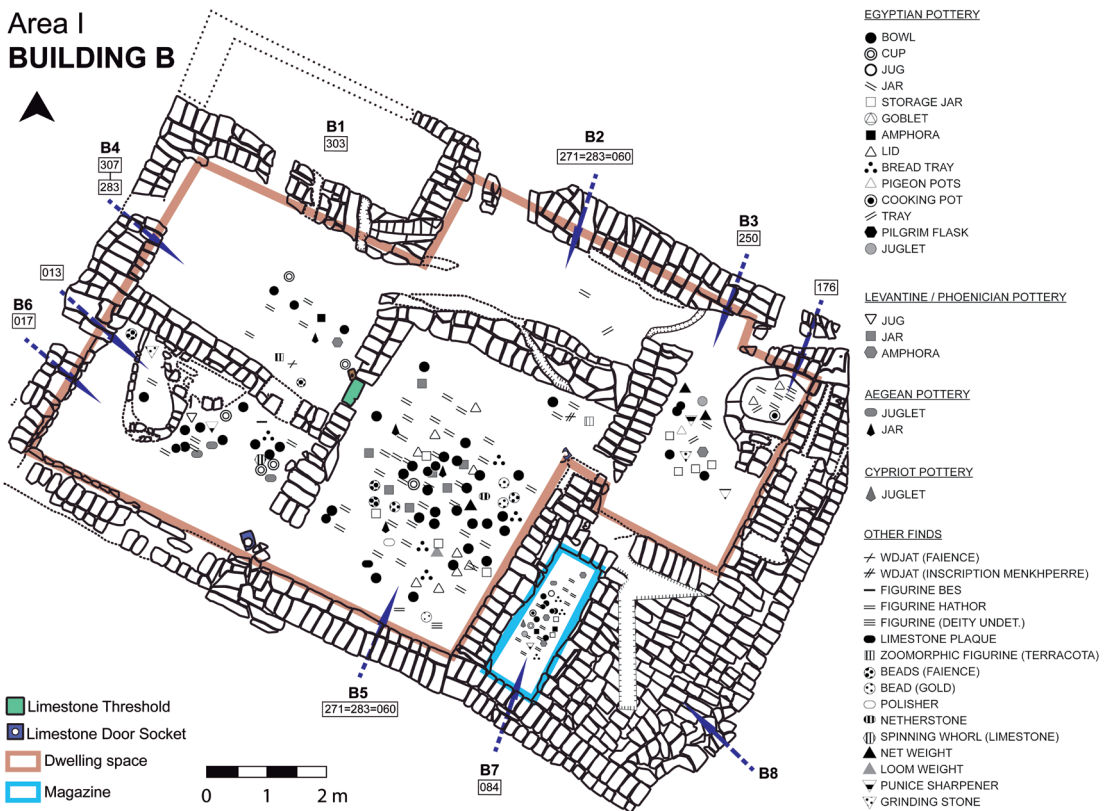 Area I
BUILDING B
B1
303
B2
271=283=060
B4
307
283
B3
250
013
176
B6
017
B5
271=283=060
B7
084
B8
Limestone Threshold
Limestone Door Socket
Dwelling space
Magazine
0 1 2 m
EGYPTIAN POTTERY
BOWL
CUP
JUG
JAR
STORAGE JAR
GOBLET
AMPHORA
LID
BREAD TRAY
PIGEON POTS
COOKING POT
TRAY
PILGRIM FLASK
JUGLET
LEVANTINE / PHOENICIAN POTTERY
JUG
JAR
AMPHORA
AEGEAN POTTERY
JUGLET
JAR
CYPRIOT POTTERY
JUGLET
OTHER FINDS
WDJAT (FAIENCE)
WDJAT (INSCRIPTION MENKHPERRE)
FIGURINE BES
FIGURINE HATHOR
FIGURINE (DEITY UNDET.)
LIMESTONE PLAQUE
ZOOMORPHIC FIGURINE (TERRACOTA)
BEADS (FAIENCE)
BEAD (GOLD)
POLISHER
NETHERSTONE
SPINNING WHORL (LIMESTONE)
NET WEIGHT
LOOM WEIGHT
PUNICE SHARPENER
GRINDING STONE